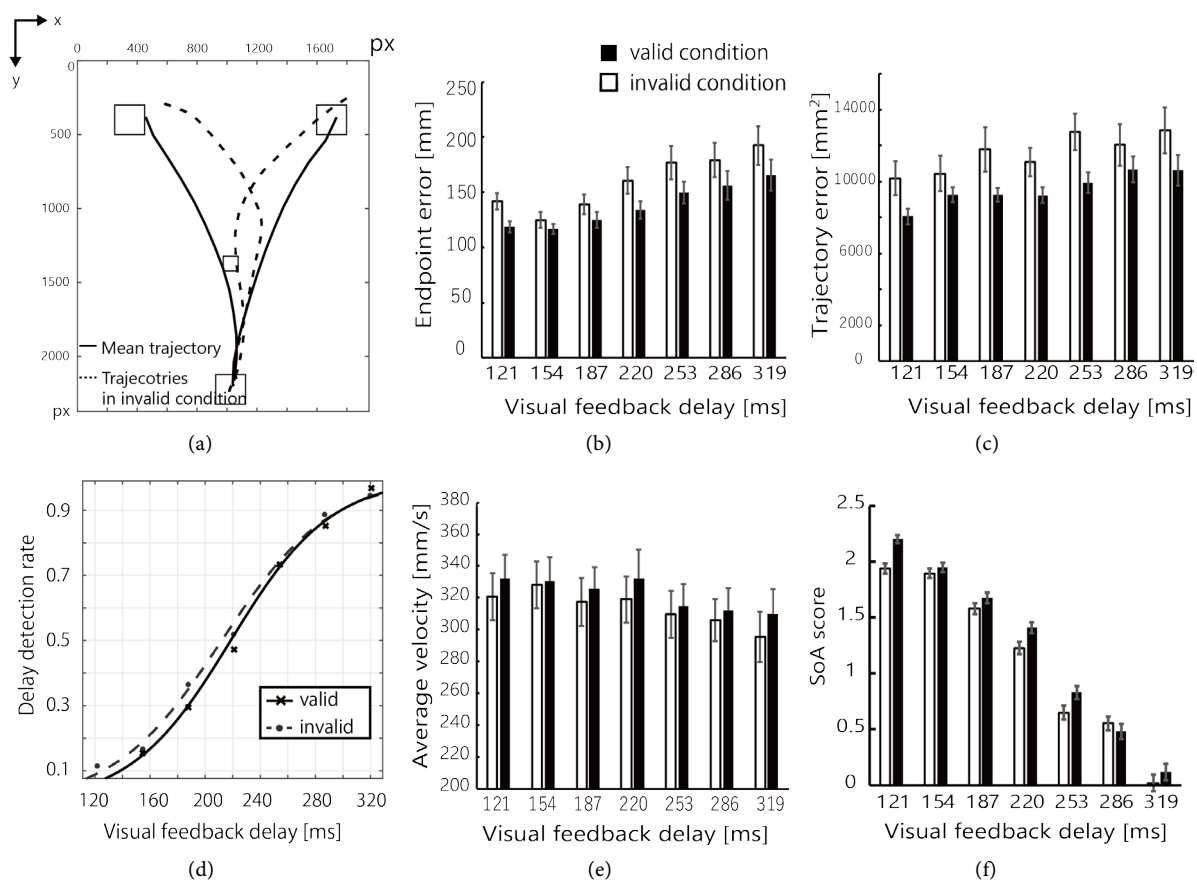 x
y
0 400 800 1200 1600 px
0
500
1000
1500
2000
px
Mean trajectory
Trajecotries
in invalid condition
(a)
valid condition
invalid condition
Endpoint error [mm]
250
200
150
100
50
0
121 154 187 220 253 286 319
Visual feedback delay [ms]
(b)
Trajectory error [mm²]
14000
10000
6000
2000
0
121 154 187 220 253 286 319
Visual feedback delay [ms]
(c)
Delay detection rate
0.9
0.7
0.5
0.3
0.1
valid
invalid
120 160 200 240 280 320
Visual feedback delay [ms]
(d)
Average velocity [mm/s]
380
360
340
320
300
280
260
240
220
200
121 154 187 220 253 286 319
Visual feedback delay [ms]
(e)
SoA score
2.5
2
1.5
1
0.5
0
121 154 187 220 253 286 319
Visual feedback delay [ms]
(f)